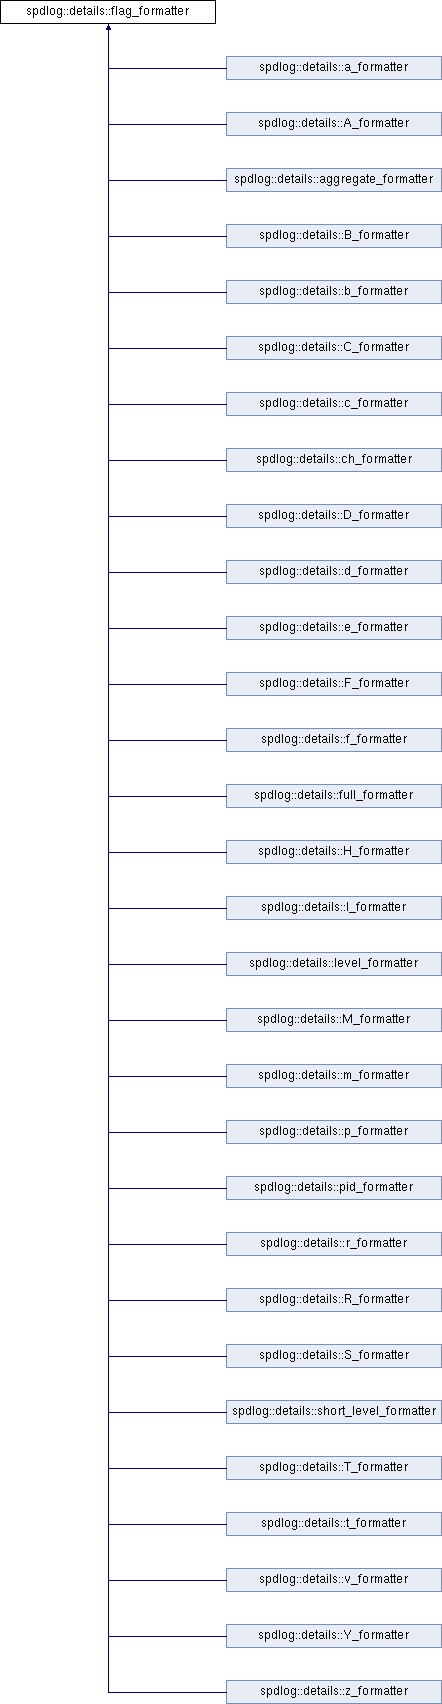 spdlog::details::flag_formatter
spdlog::details::a_formatter
spdlog::details::A_formatter
spdlog::details::aggregate_formatter
spdlog::details::B_formatter
spdlog::details::b_formatter
spdlog::details::C_formatter
spdlog::details::c_formatter
spdlog::details::ch_formatter
spdlog::details::D_formatter
spdlog::details::d_formatter
spdlog::details::e_formatter
spdlog::details::F_formatter
spdlog::details::f_formatter
spdlog::details::full_formatter
spdlog::details::H_formatter
spdlog::details::I_formatter
spdlog::details::level_formatter
spdlog::details::M_formatter
spdlog::details::m_formatter
spdlog::details::p_formatter
spdlog::details::pid_formatter
spdlog::details::r_formatter
spdlog::details::R_formatter
spdlog::details::S_formatter
spdlog::details::short_level_formatter
spdlog::details::T_formatter
spdlog::details::t_formatter
spdlog::details::v_formatter
spdlog::details::Y_formatter
spdlog::details::z_formatter